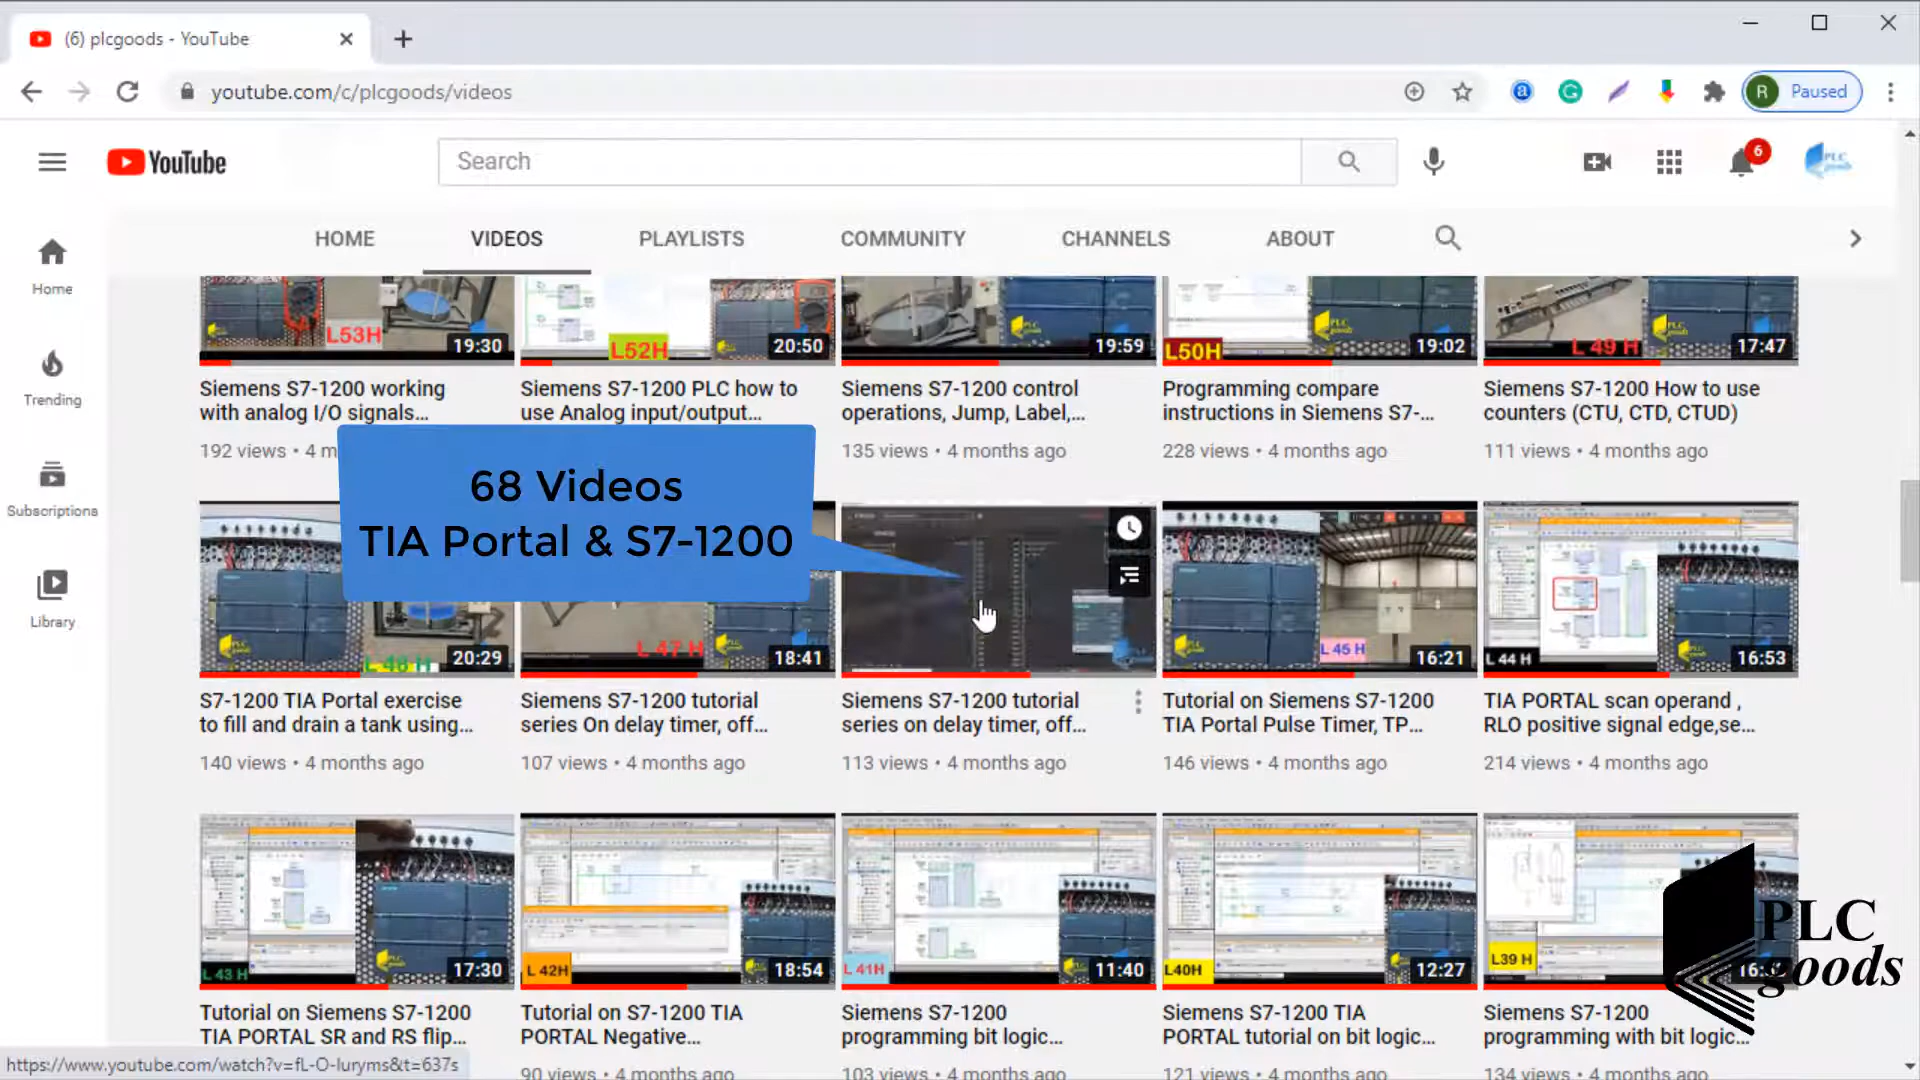 (6) plcgoods - YouTube
youtube.com/c/plcgoods/videos
R Paused
YouTube
Search
6
HOME VIDEOS PLAYLISTS COMMUNITY CHANNELS ABOUT
Home
Trending
Subscriptions
Library
L53H 19:30
L52H 20:50
19:59
L50H 19:02
L 49 H 17:47
Siemens S7-1200 working
with analog I/O signals...
192 views • 4 m
Siemens S7-1200 PLC how to
use Analog input/output...
Siemens S7-1200 control
operations, Jump, Label,...
135 views • 4 months ago
Programming compare
instructions in Siemens S7-...
228 views • 4 months ago
Siemens S7-1200 How to use
counters (CTU, CTD, CTUD)
111 views • 4 months ago
68 Videos
TIA Portal & S7-1200
20:29
L 47 H 18:41
L 45 H 16:21
L 44 H 16:53
S7-1200 TIA Portal exercise
to fill and drain a tank using...
140 views • 4 months ago
Siemens S7-1200 tutorial
series On delay timer, off...
107 views • 4 months ago
Siemens S7-1200 tutorial
series on delay timer, off...
113 views • 4 months ago
Tutorial on Siemens S7-1200
TIA Portal Pulse Timer, TP...
146 views • 4 months ago
TIA PORTAL scan operand ,
RLO positive signal edge,se...
214 views • 4 months ago
L 43 H 17:30
L 42H 18:54
L 41H 11:40
L40H 12:27
L39 H
Tutorial on Siemens S7-1200
TIA PORTAL SR and RS flip...
Tutorial on S7-1200 TIA
PORTAL Negative...
90 views • 4 months ago
Siemens S7-1200
programming bit logic...
103 views • 4 months ago
Siemens S7-1200 TIA
PORTAL tutorial on bit logic...
121 views • 4 months ago
Siemens S7-1200
programming with bit logic...
134 views • 4 months ago
PLC
goods
https://www.youtube.com/watch?v=fL-O-luryms&t=637s